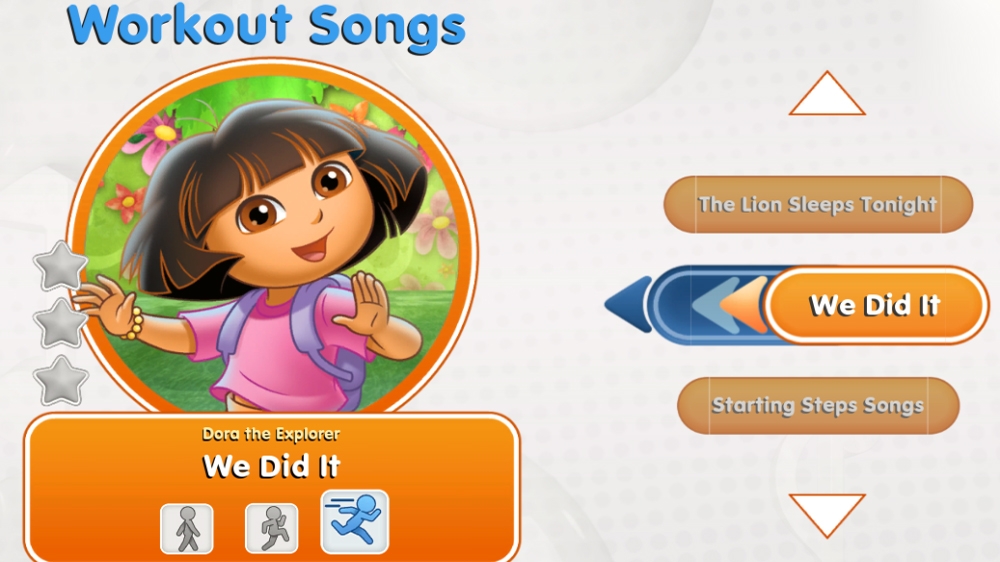 Workout Songs
The Lion Sleeps Tonight
We Did It
Starting Steps Songs
Dora the Explorer
We Did It